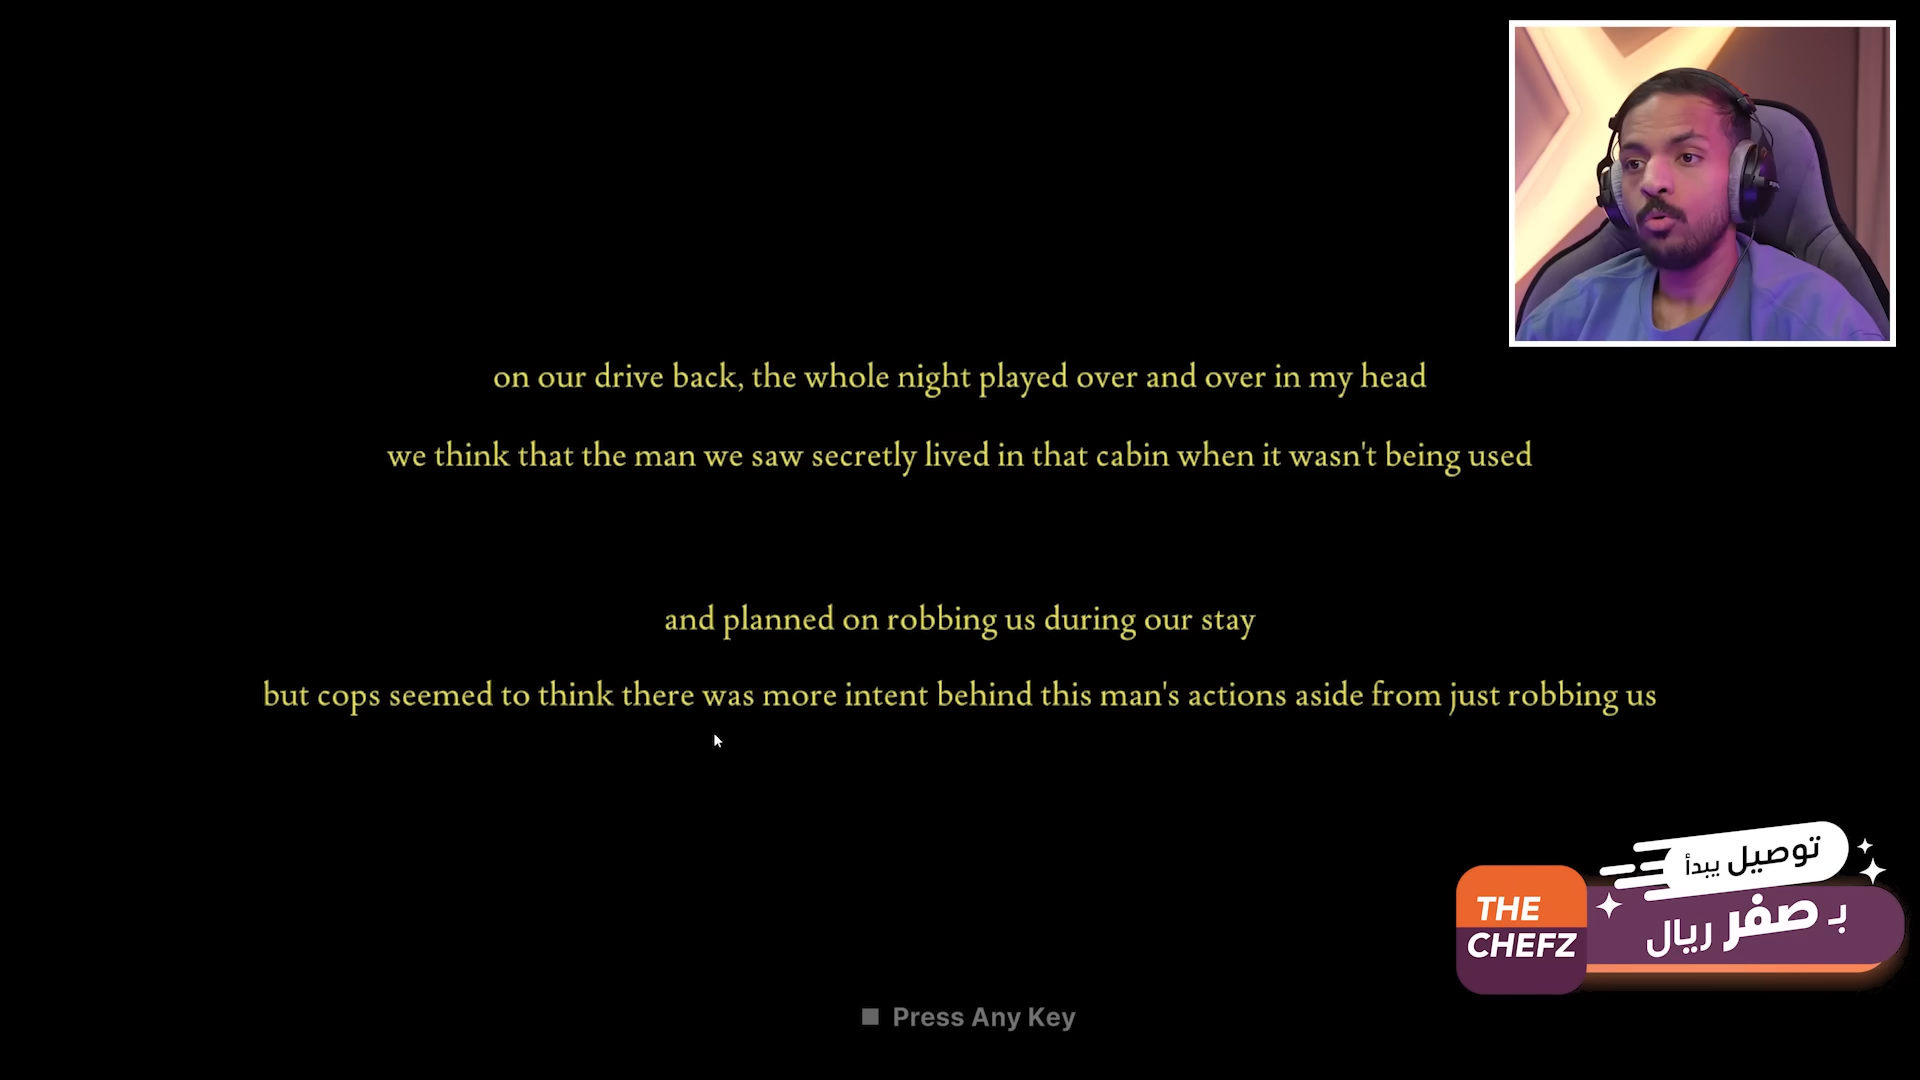 on our drive back, the whole night played over and over in my head
we think that the man we saw secretly lived in that cabin when it wasn't being used
and planned on robbing us during our stay
but cops seemed to think there was more intent behind this man's actions aside from just robbing us
توصيل يبدأ
بـ صفر ريال
THE
CHEFZ
Press Any Key